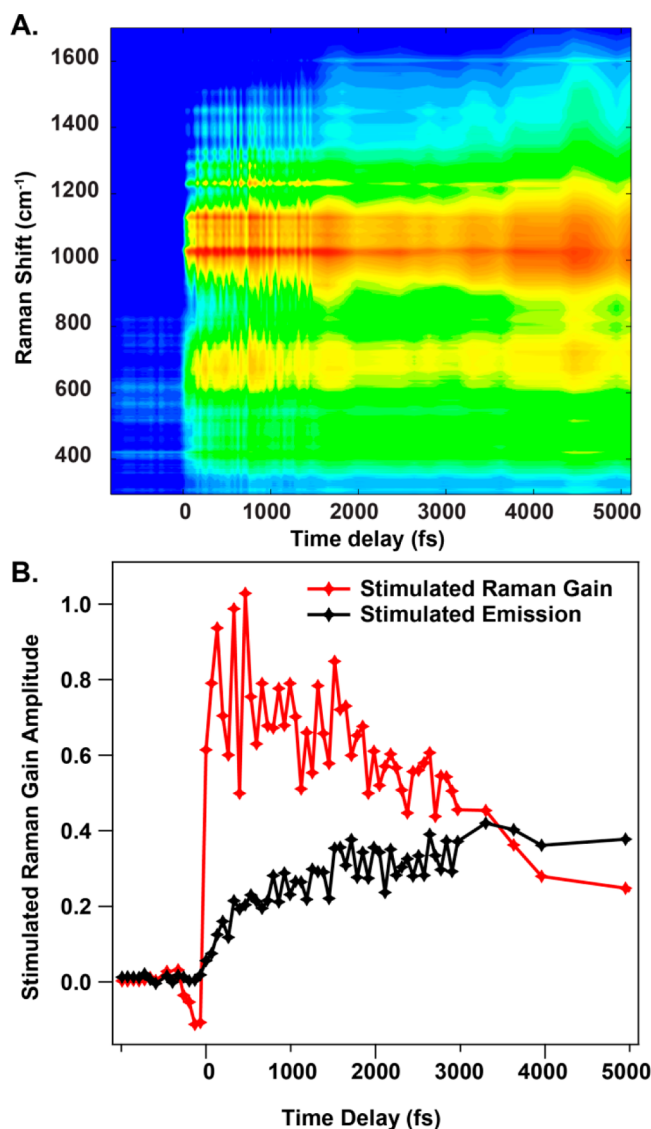 A.
1600
1400
1200
1000
800
600
400
Raman Shift (cm⁻¹)
0 1000 2000 3000 4000 5000
Time delay (fs)
B.
Stimulated Raman Gain
Stimulated Emission
1.0
0.8
0.6
0.4
0.2
0.0
Stimulated Raman Gain Amplitude
0 1000 2000 3000 4000 5000
Time Delay (fs)